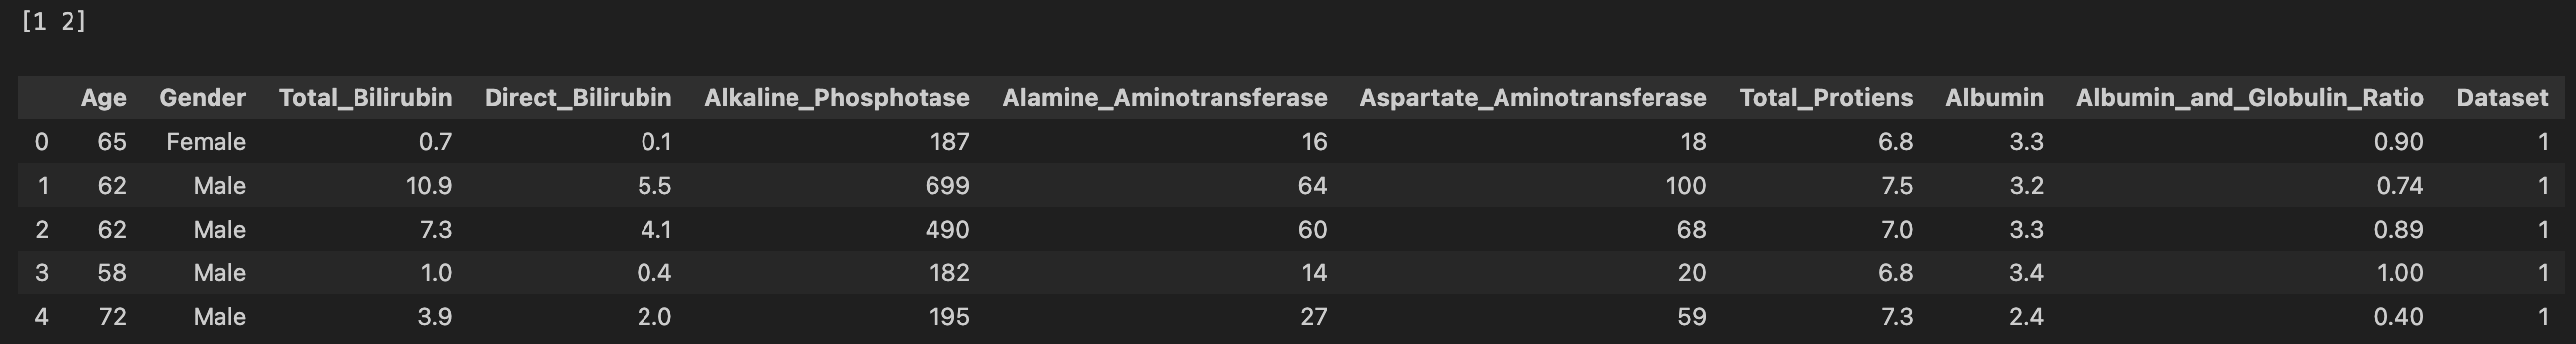 [1 2]
Age Gender Total_Bilirubin Direct_Bilirubin Alkaline_Phosphotase Alamine_Aminotransferase Aspartate_Aminotransferase Total_Protiens Albumin Albumin_and_Globulin_Ratio Dataset
0 65 Female 0.7 0.1 187 16 18 6.8 3.3 0.90 1
1 62 Male 10.9 5.5 699 64 100 7.5 3.2 0.74 1
2 62 Male 7.3 4.1 490 60 68 7.0 3.3 0.89 1
3 58 Male 1.0 0.4 182 14 20 6.8 3.4 1.00 1
4 72 Male 3.9 2.0 195 27 59 7.3 2.4 0.40 1